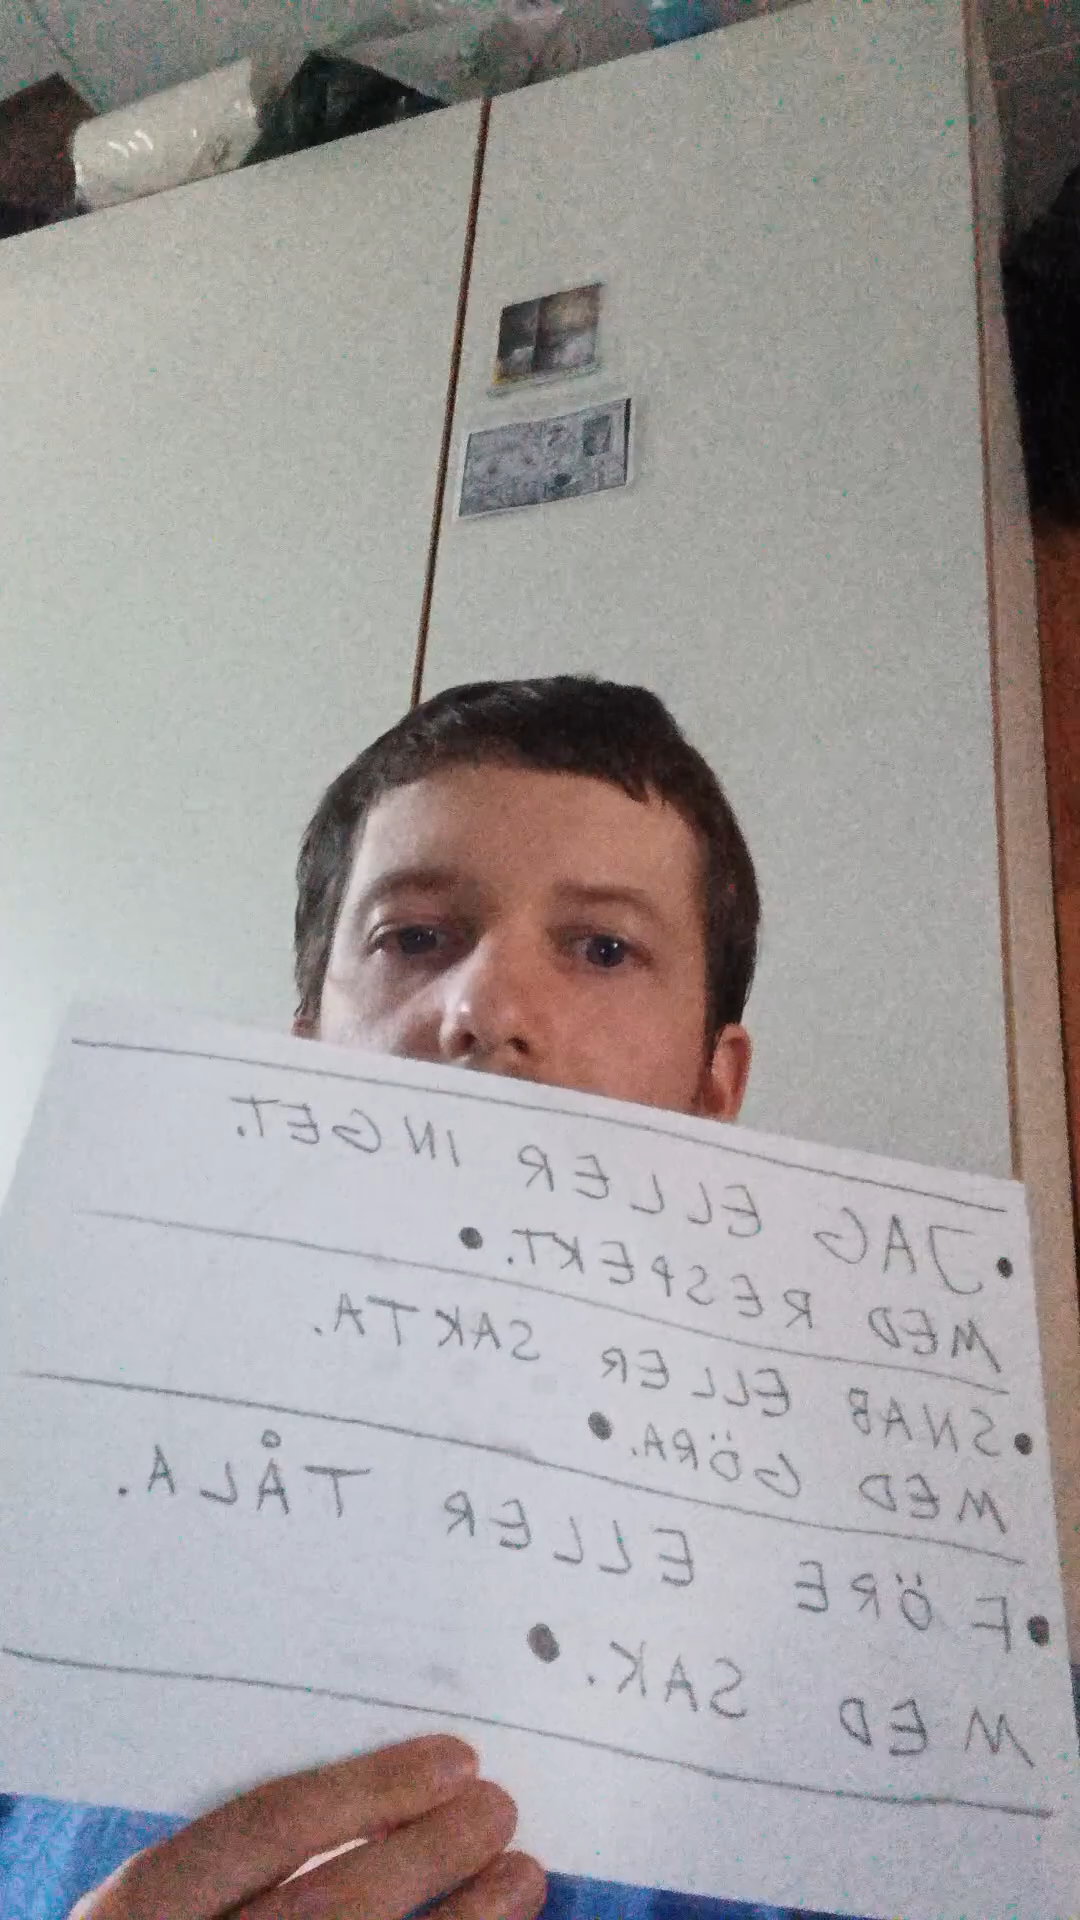 • JAG ELLER INGET.
MED RESPEKT. •
• SNAB ELLER SAKTA.
MED GÖRA. •
• FÖRE ELLER TÅLA.
MED SAK. •